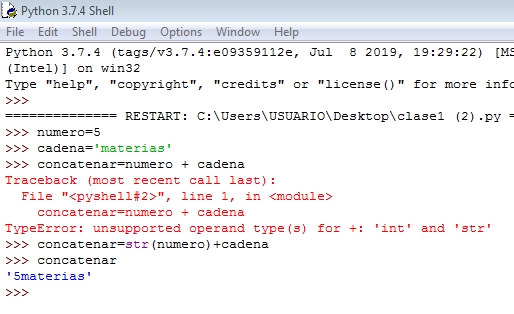 Python 3.7.4 Shell
File Edit Shell Debug Options Window Help
Python 3.7.4 (tags/v3.7.4:e09359112e, Jul  8 2019, 19:29:22) [MS
(Intel)] on win32
Type "help", "copyright", "credits" or "license()" for more info
>>>
============== RESTART: C:\Users\USUARIO\Desktop\clase1 (2).py =
>>> numero=5
>>> cadena='materias'
>>> concatenar=numero + cadena
Traceback (most recent call last):
  File "<pyshell#2>", line 1, in <module>
    concatenar=numero + cadena
TypeError: unsupported operand type(s) for +: 'int' and 'str'
>>> concatenar=str(numero)+cadena
>>> concatenar
'5materias'
>>>